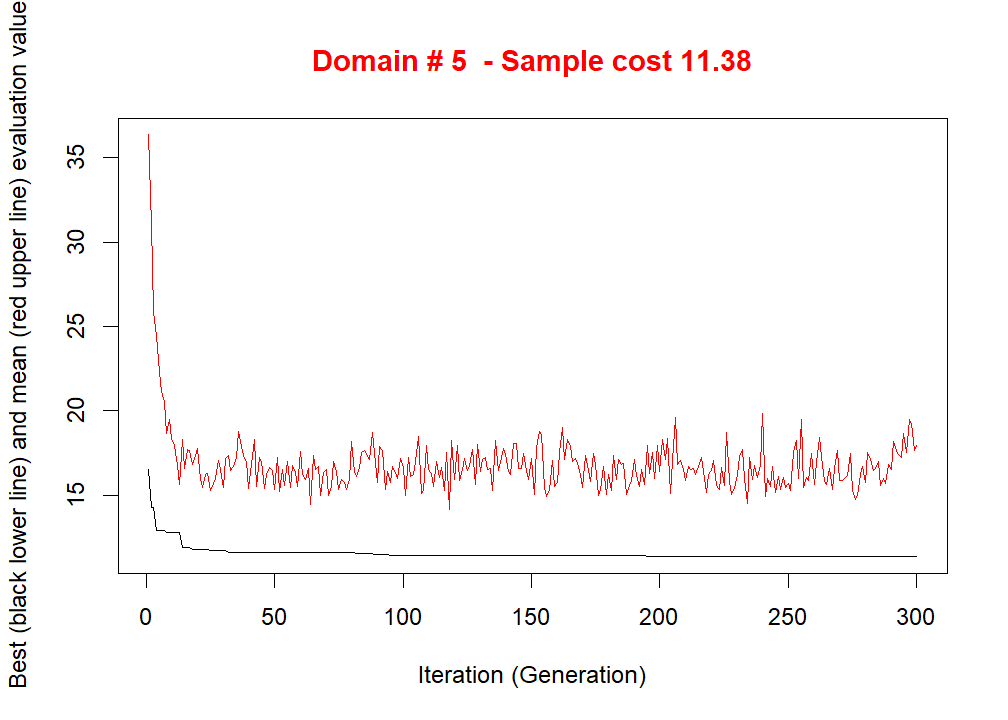 Domain # 5  - Sample cost 11.38
Best (black lower line) and mean (red upper line) evaluation value
35
30
25
20
15
0 50 100 150 200 250 300
Iteration (Generation)